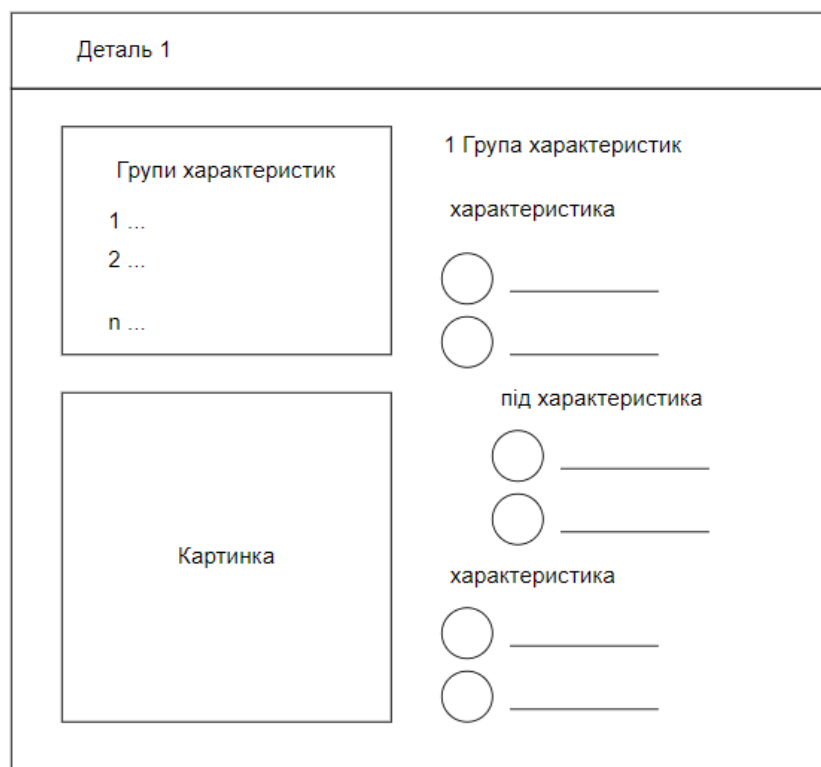 Деталь 1
Групи характеристик
1 ...
2 ...
n ...
Картинка
1 Група характеристик
характеристика
під характеристика
характеристика